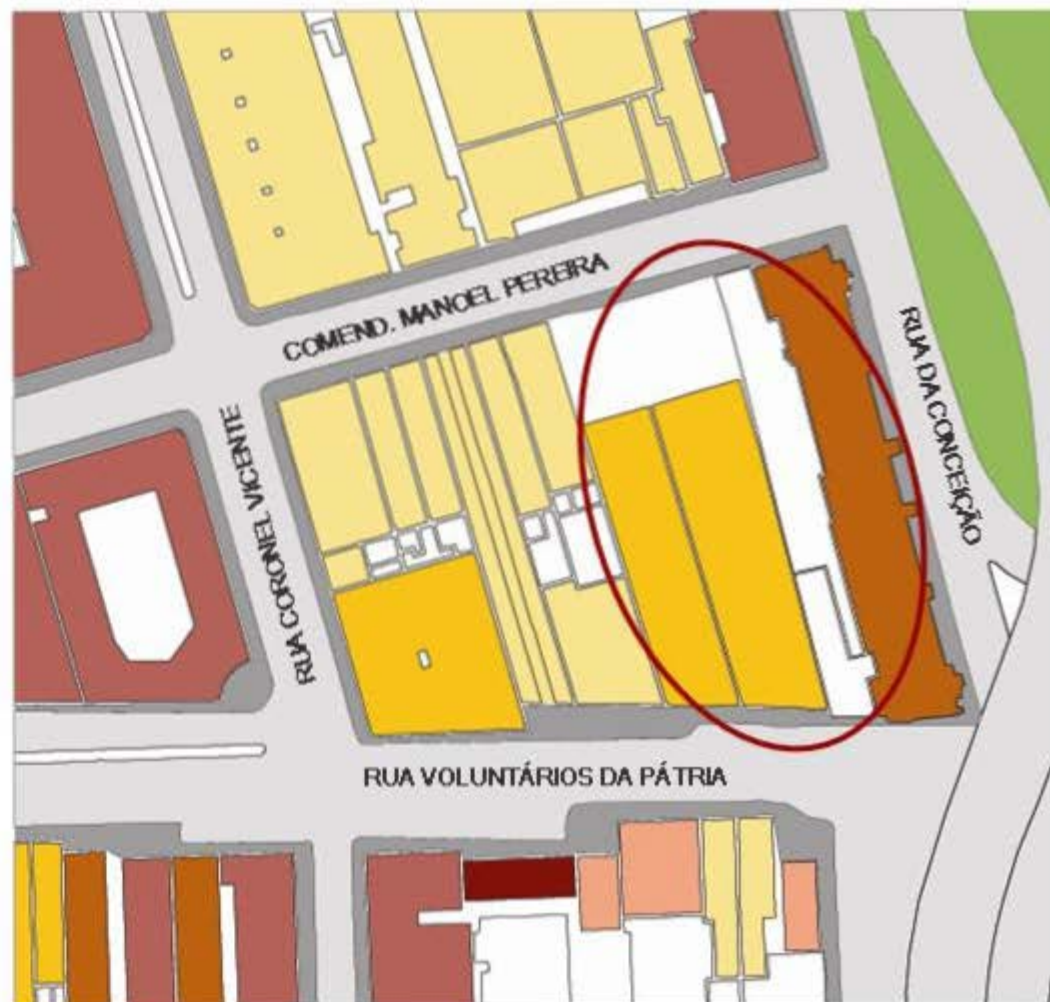 COMEND. MANOEL PEREIRA
RUA DA CONCEIÇÃO
RUA CORONEL VICENTE
RUA VOLUNTÁRIOS DA PÁTRIA